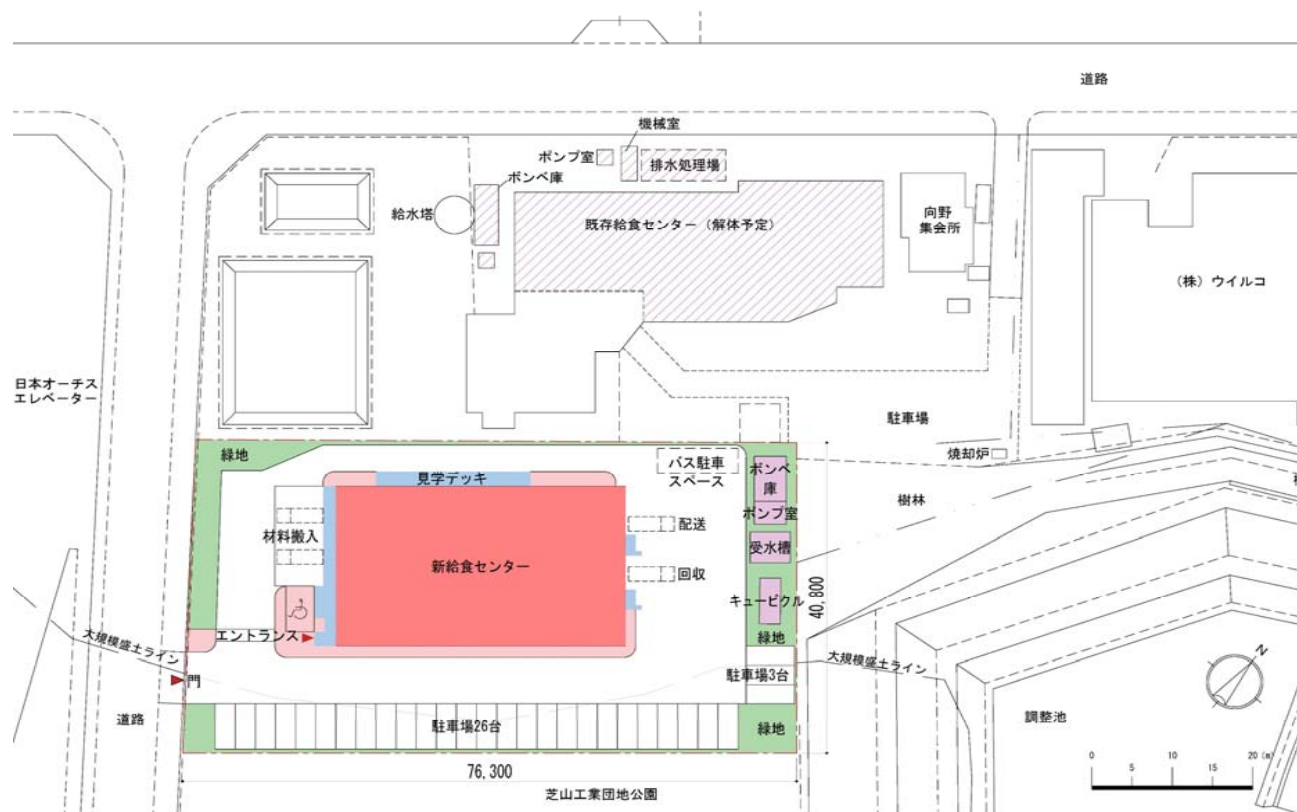 道路
機械室
ポンプ室
排水処理場
ボンベ庫
給水塔
既存給食センター（解体予定）
向野
集会所
（株）ウイルコ
日本オーチス
エレベーター
駐車場
焼却炉
樹林
緑地
見学デッキ
バス駐車
スペース
ボンベ
庫
ポンプ室
材料搬入
配送
新給食センター
受水槽
回収
キュービクル
40,800
エントランス
緑地
大規模盛土ライン
門
駐車場3台
大規模盛土ライン
N
道路
駐車場26台
緑地
調整池
76,300
芝山工業団地公園
0 5 10 15 20 (m)